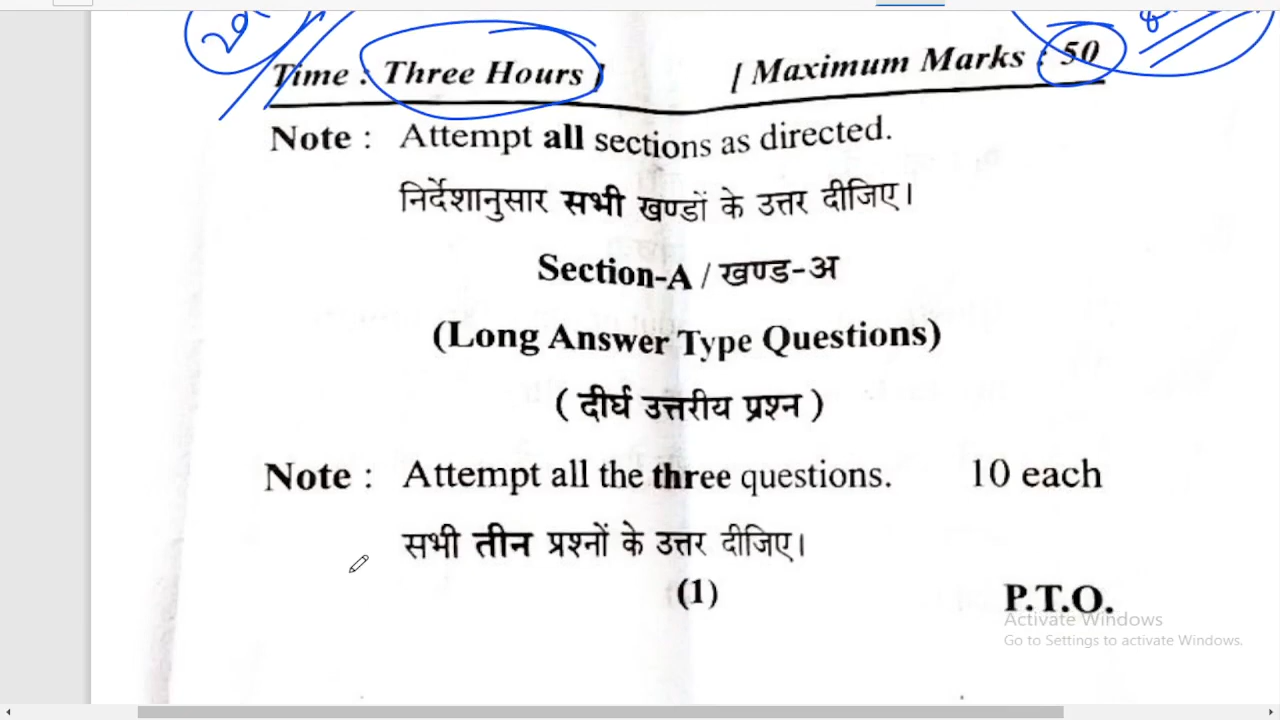 Time : Three Hours ] [ Maximum Marks : 50
Note : Attempt all sections as directed.
निर्देशानुसार सभी खण्डों के उत्तर दीजिए।
Section-A / खण्ड-अ
(Long Answer Type Questions)
( दीर्घ उत्तरीय प्रश्न )
Note : Attempt all the three questions. 10 each
सभी तीन प्रश्नों के उत्तर दीजिए।
(1) P.T.O.
Activate Windows
Go to Settings to activate Windows.